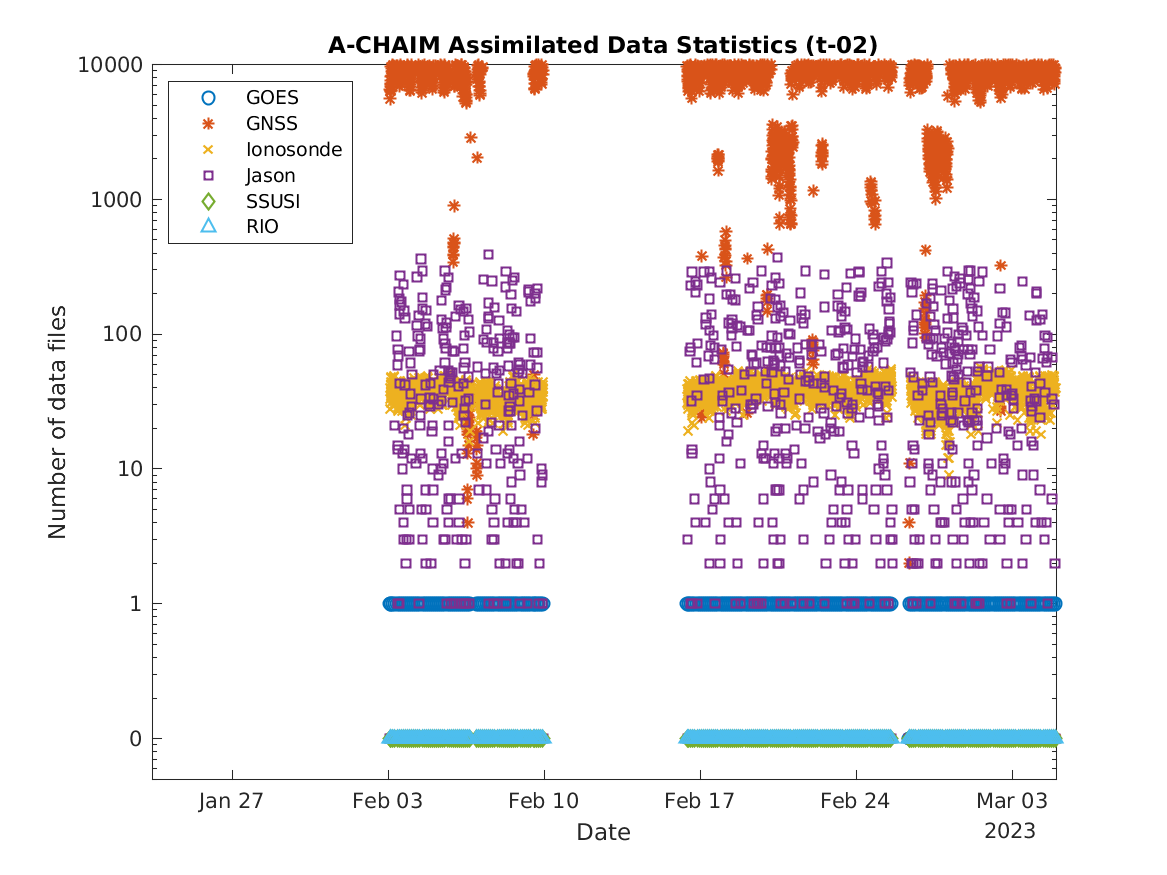 A-CHAIM Assimilated Data Statistics (t-02)
10000
1000
100
10
1
0
Number of data files
GOES
GNSS
Ionosonde
Jason
SSUSI
RIO
Jan 27
Feb 03
Feb 10
Feb 17
Feb 24
Mar 03
2023
Date